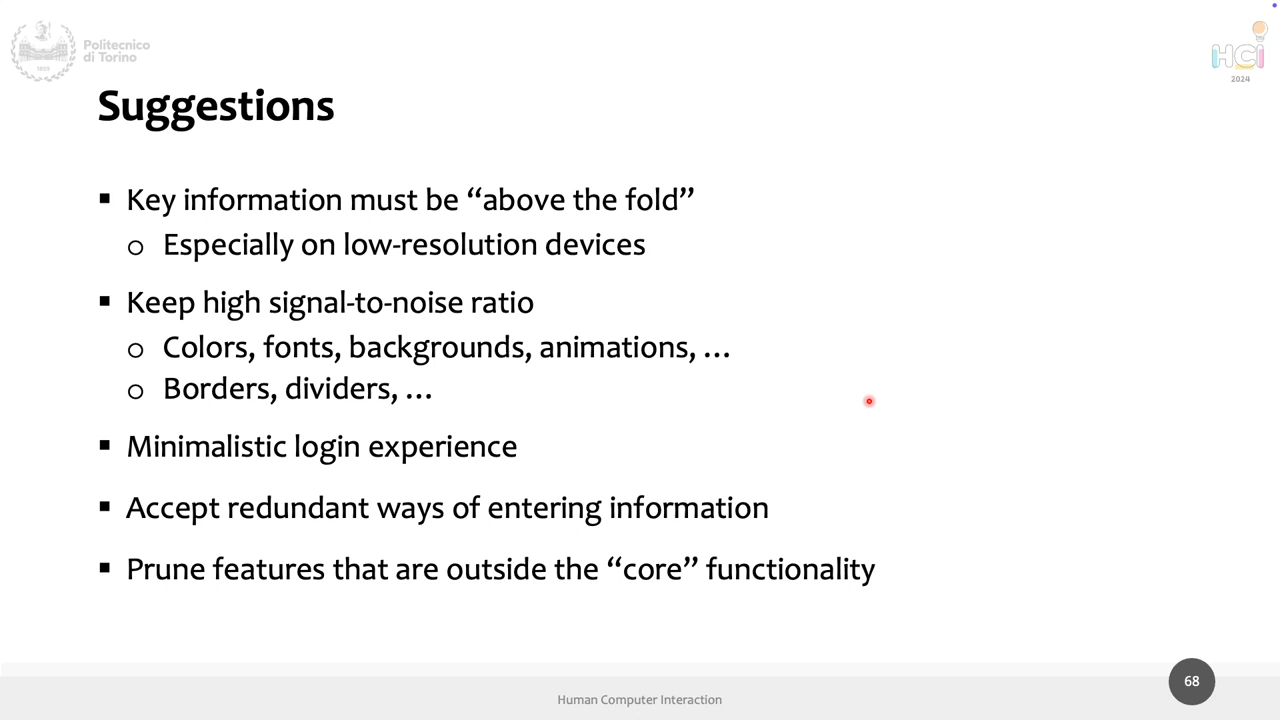 Politecnico
di Torino
1859
HCI
2024
Suggestions
▪ Key information must be “above the fold”
o Especially on low-resolution devices
▪ Keep high signal-to-noise ratio
o Colors, fonts, backgrounds, animations, …
o Borders, dividers, …
▪ Minimalistic login experience
▪ Accept redundant ways of entering information
▪ Prune features that are outside the “core” functionality
Human Computer Interaction
68